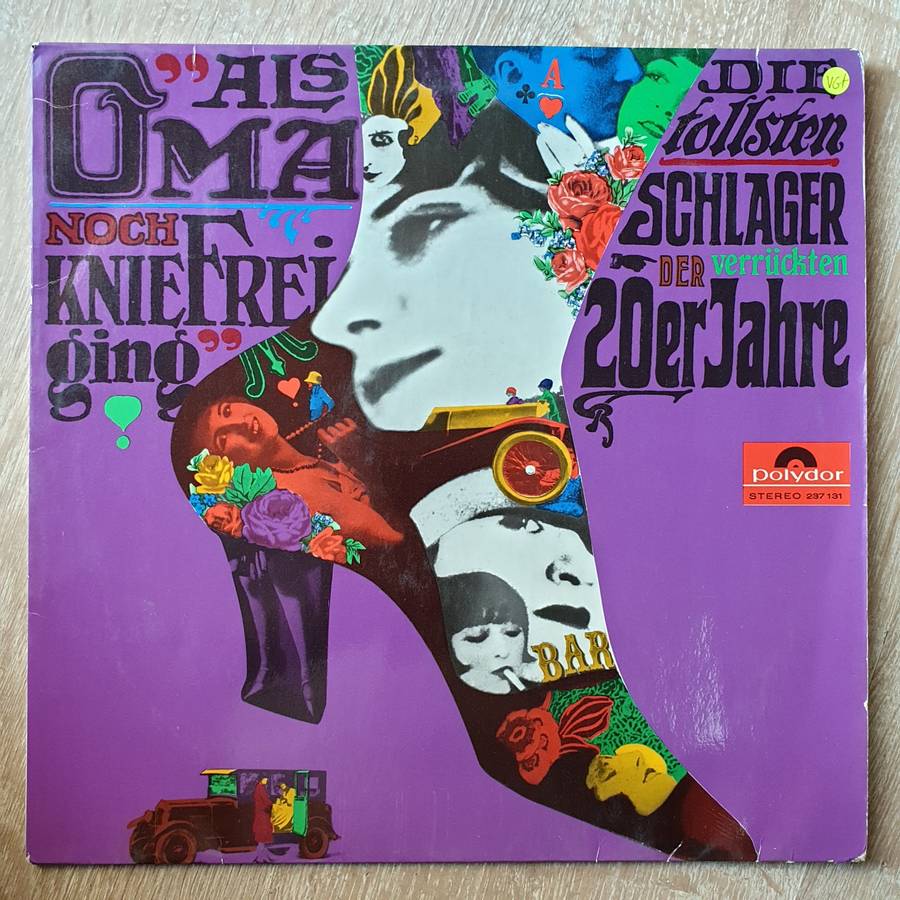 "ALS
OMA
NOCH
KNIEFREi
ging"
!
DIE
tollsten
SCHLAGER
DER verrückten
20er Jahre
VG+
A
BAR
polydor
STEREO 237 131